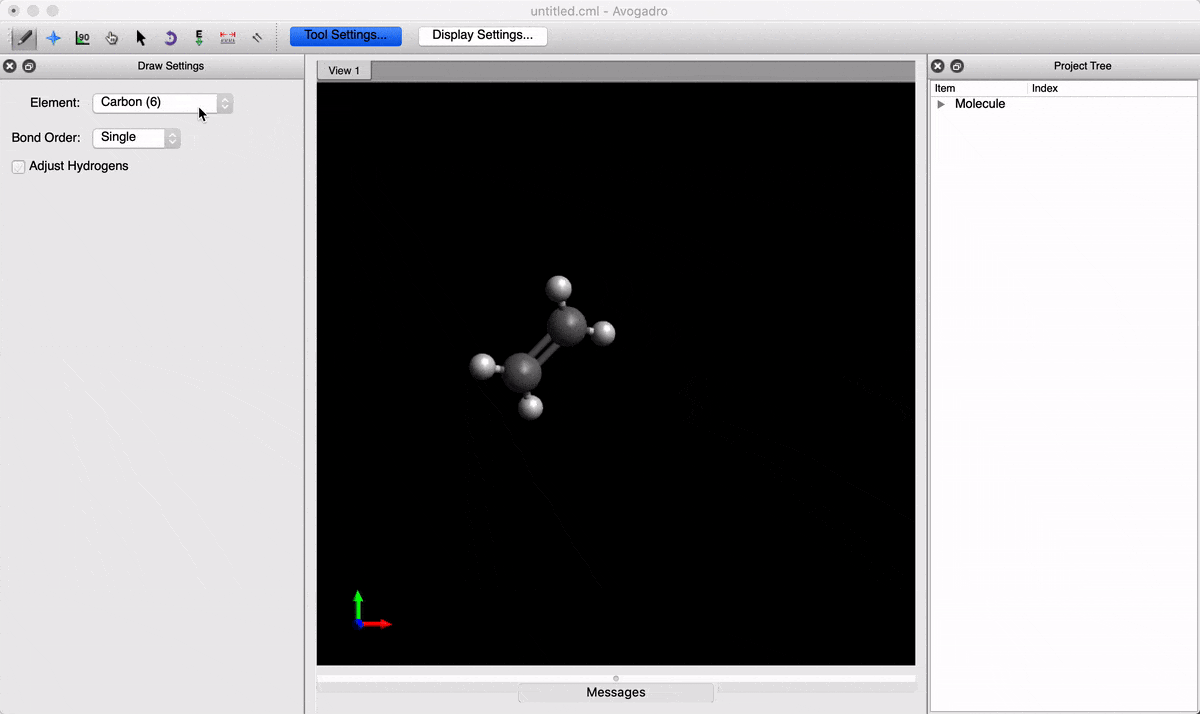 untitled.cml - Avogadro
90 E Tool Settings... Display Settings...
Draw Settings
Element: Carbon (6)
Bond Order: Single
Adjust Hydrogens
View 1
Messages
Project Tree
Item Index
Molecule